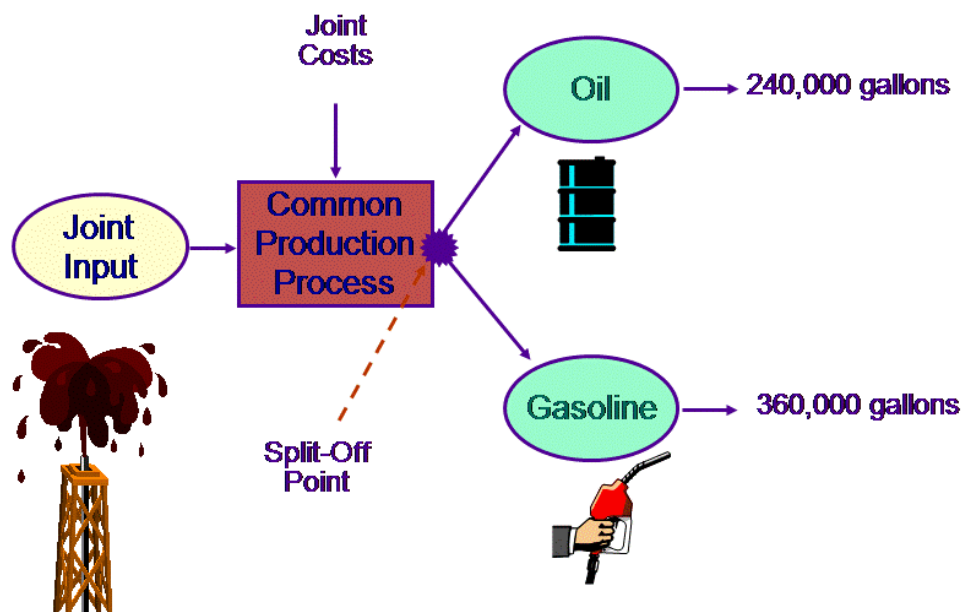 Joint
Costs
Oil
240,000 gallons
Common
Production
Process
Joint
Input
Gasoline
360,000 gallons
Split-Off
Point